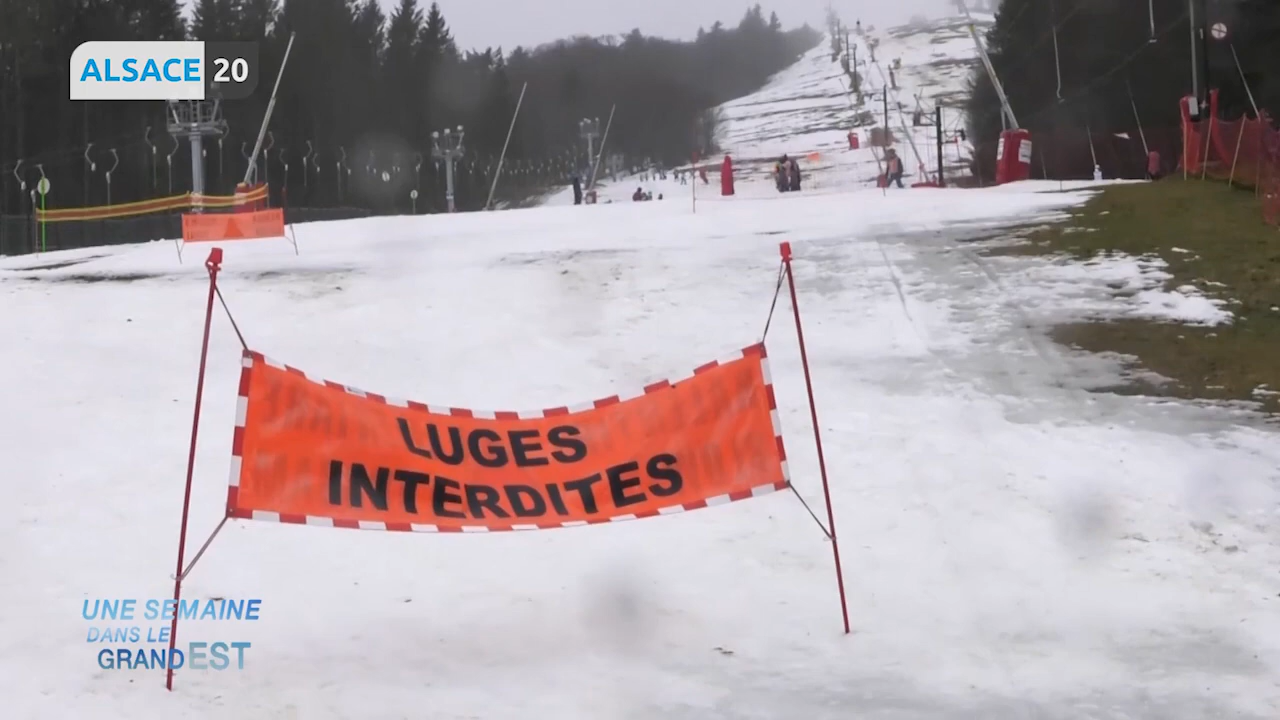 ALSACE 20
LUGES
INTERDITES
UNE SEMAINE
DANS LE
GRAND EST